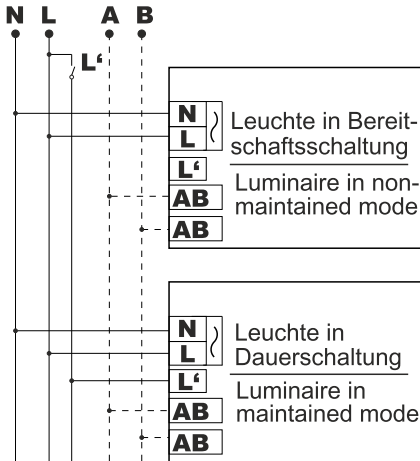 N L A B
L‘
N
L
L‘
AB
AB
Leuchte in Bereit-
schaftsschaltung
Luminaire in non-
maintained mode
N
L
L‘
AB
AB
Leuchte in
Dauerschaltung
Luminaire in
maintained mode